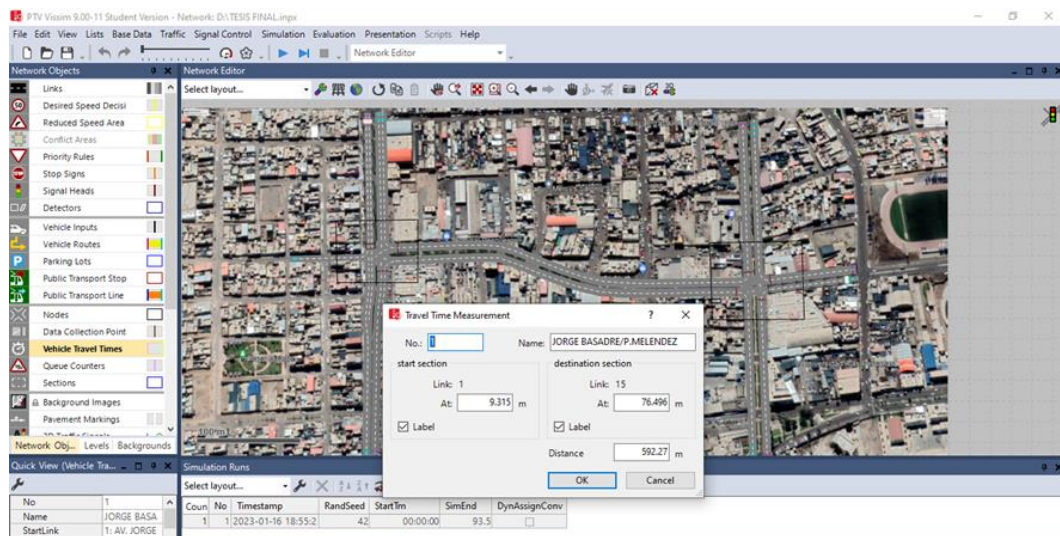 PTV Vissim 9.00-11 Student Version - Network: D:\TESIS FINAL.inpx
File Edit View Lists Base Data Traffic Signal Control Simulation Evaluation Presentation Scripts Help
Network Editor
Network Objects
Network Editor
Select layout...
Links
Desired Speed Decisi
Reduced Speed Area
Conflict Areas
Priority Rules
Stop Signs
Signal Heads
Detectors
Vehicle Inputs
Vehicle Routes
Parking Lots
Public Transport Stop
Public Transport Line
Nodes
Data Collection Point
Vehicle Travel Times
Queue Counters
Sections
Background Images
Pavement Markings
3D Traffic Signals
100 m
Travel Time Measurement
No.: 1 Name: JORGE BASADRE/P.MELENDEZ
start section destination section
Link: 1 Link: 15
At: 9.315 m At: 76.496 m
Label Label
Distance 592.27 m
OK Cancel
Network Obj... Levels Backgrounds
Quick View (Vehicle Tra...
No 1
Name JORGE BASA
StartLink 1: AV. JORGE
Simulation Runs
Select layout...
Coun No Timestamp RandSeed StartTm SimEnd DynAssignConv
1 1 2023-01-16 18:55:2 42 00:00:00 93.5